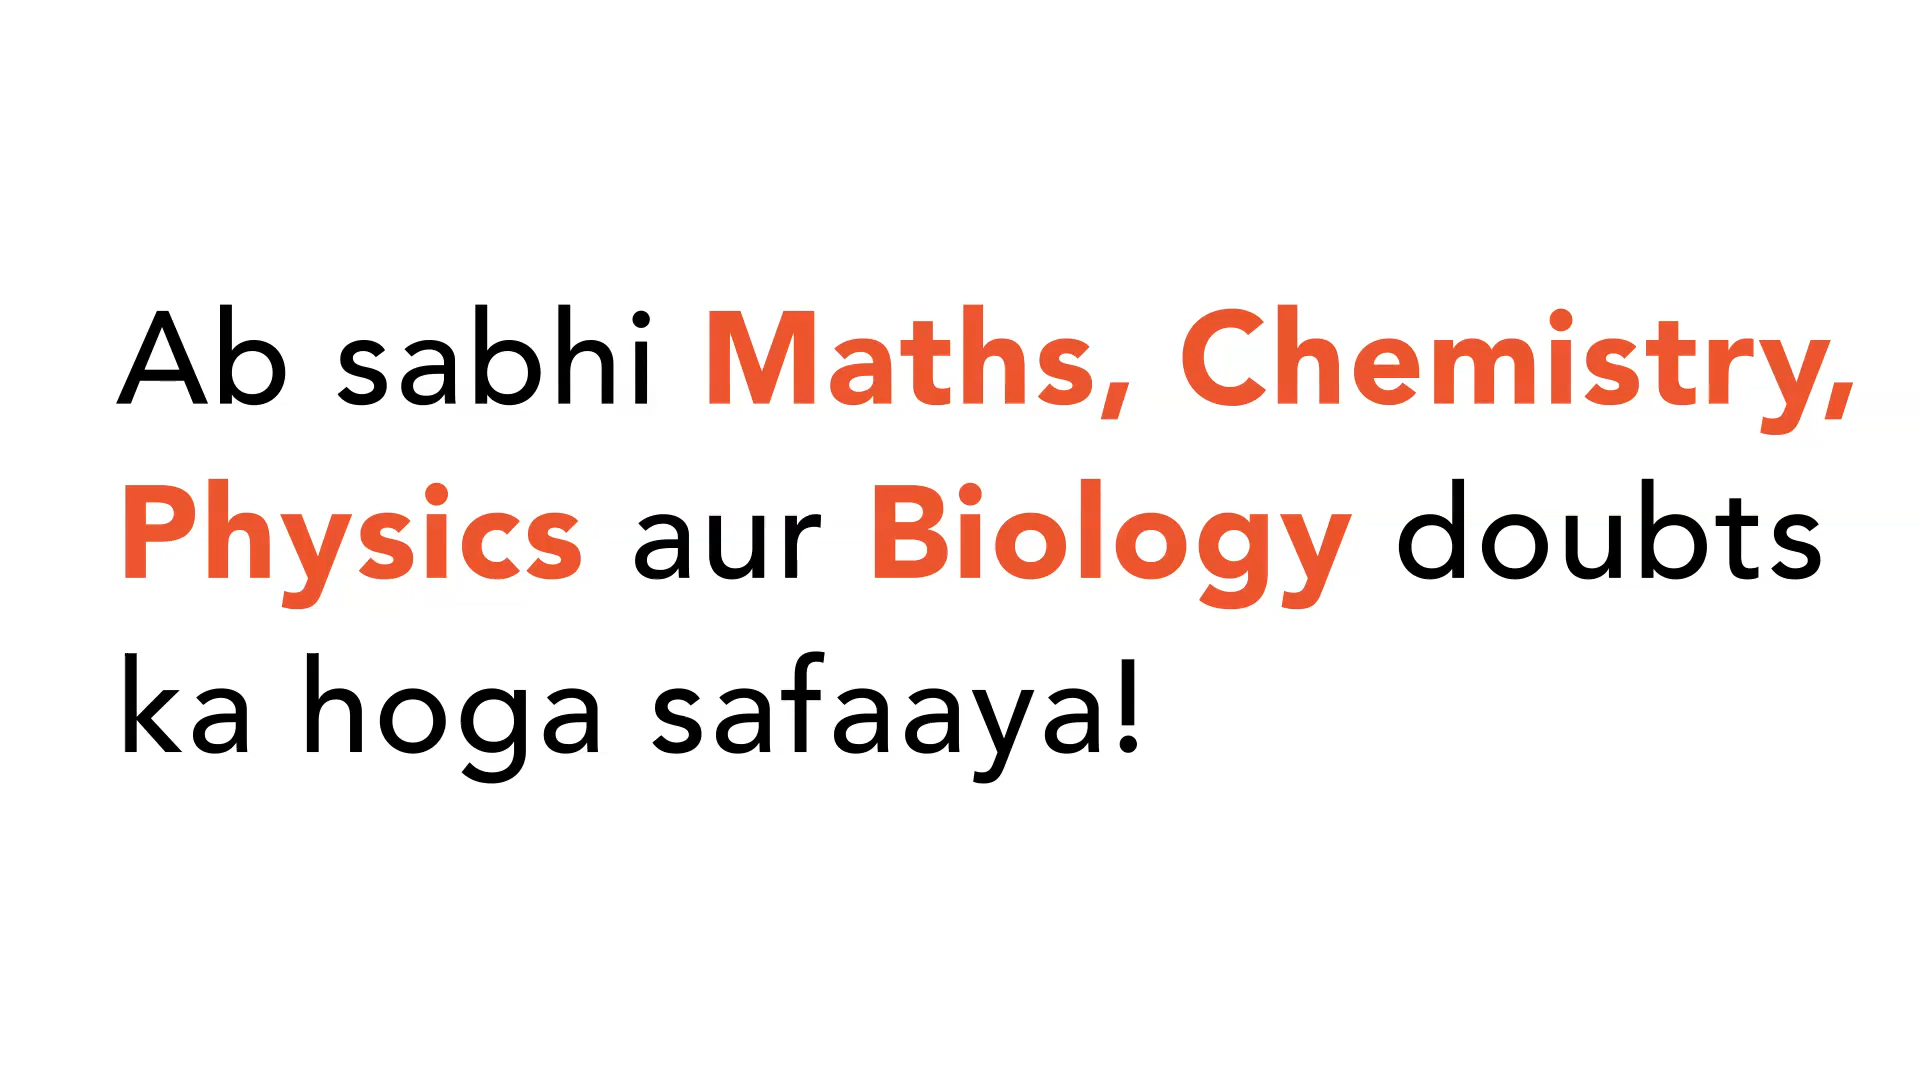 Ab sabhi Maths, Chemistry,
Physics aur Biology doubts
ka hoga safaaya!